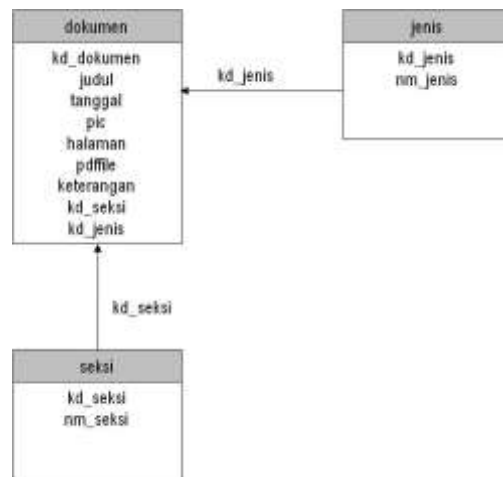 dokumen
kd_dokumen
judul
tanggal
pic
halaman
pdffile
keterangan
kd_seksi
kd_jenis
kd_jenis
jenis
kd_jenis
nm_jenis
kd_seksi
seksi
kd_seksi
nm_seksi